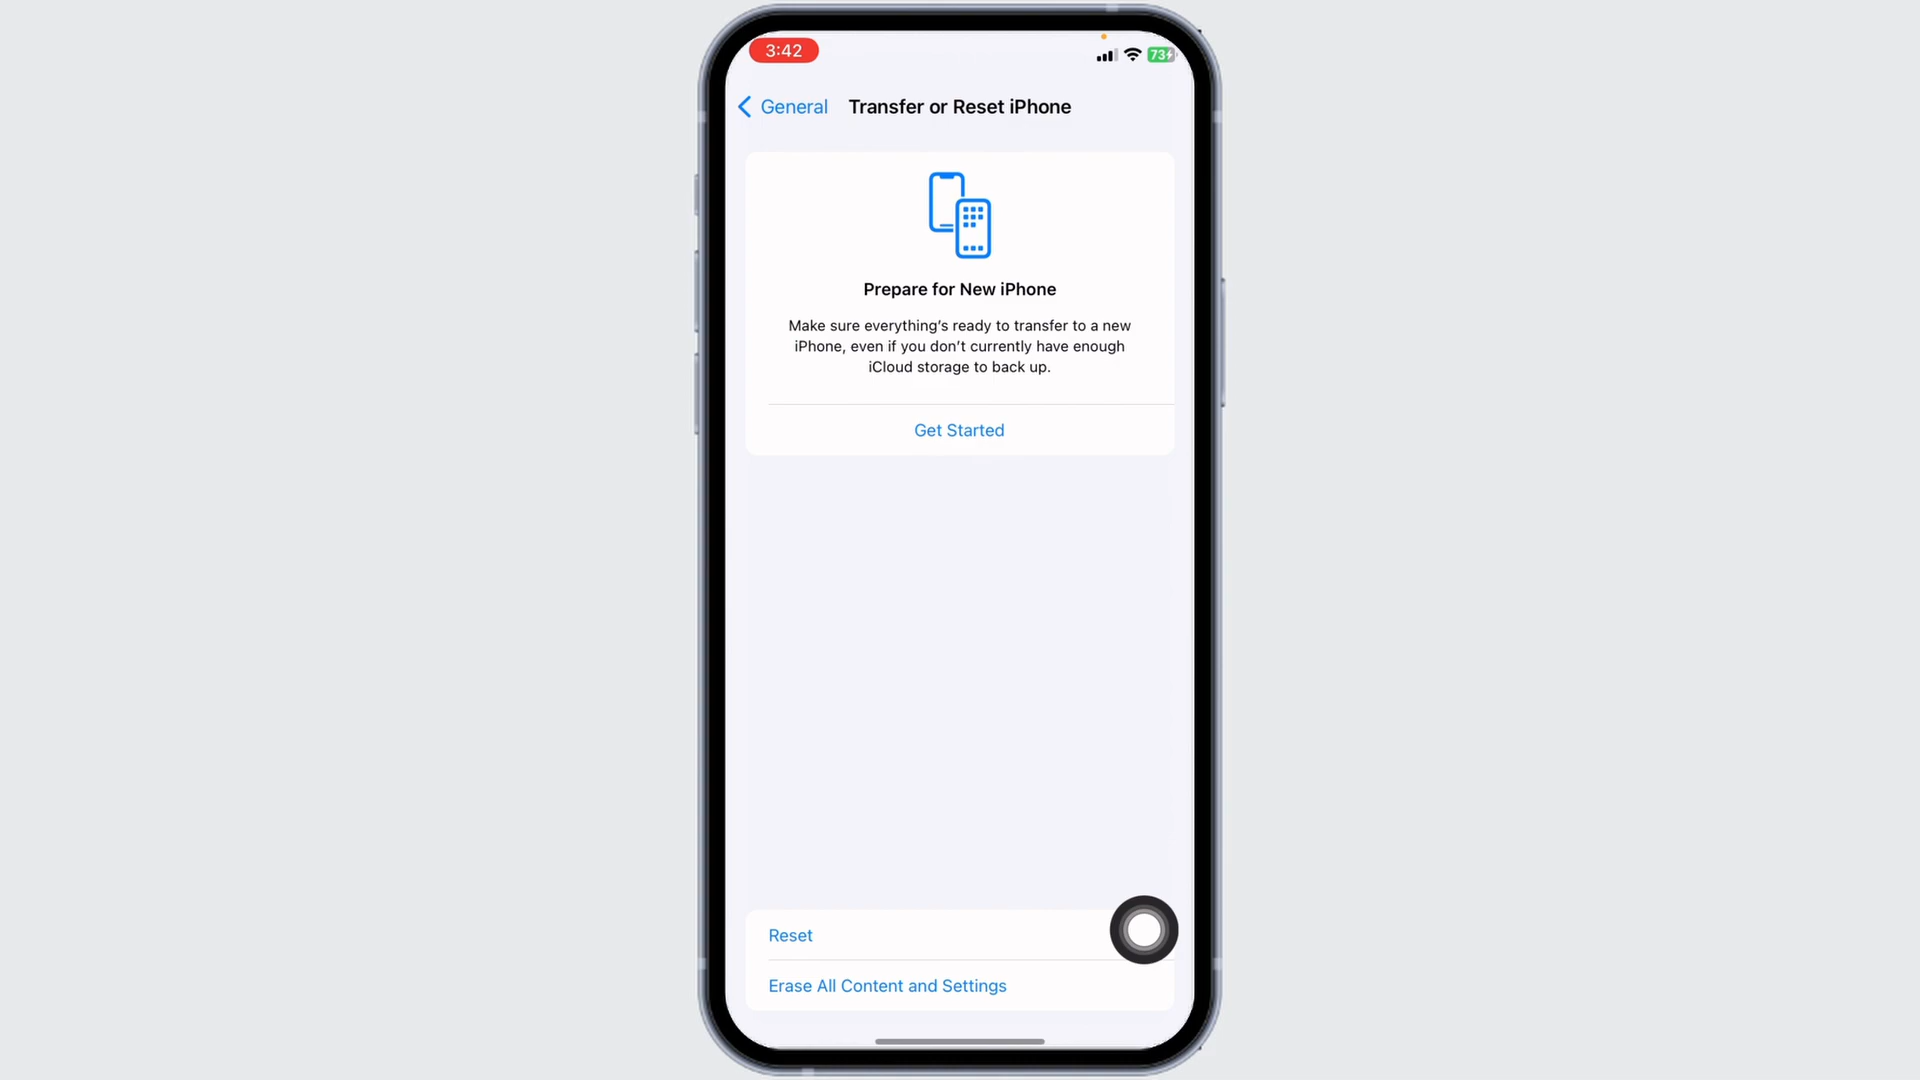 3:42
73
General
Transfer or Reset iPhone
Prepare for New iPhone
Make sure everything’s ready to transfer to a new
iPhone, even if you don’t currently have enough
iCloud storage to back up.
Get Started
Reset
Erase All Content and Settings